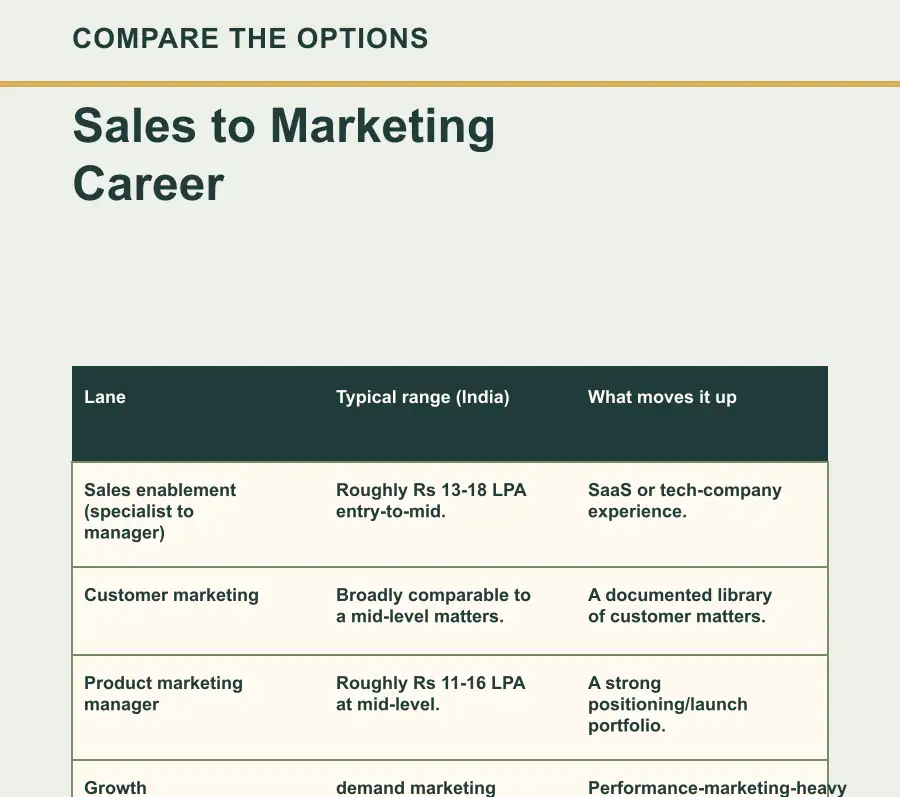 COMPARE THE OPTIONS
Sales to Marketing
Career
Lane
Typical range (India)
What moves it up
Sales enablement
(specialist to
manager)
Roughly Rs 13-18 LPA
entry-to-mid.
SaaS or tech-company
experience.
Customer marketing
Broadly comparable to
a mid-level matters.
A documented library
of customer matters.
Product marketing
manager
Roughly Rs 11-16 LPA
at mid-level.
A strong
positioning/launch
portfolio.
Growth
demand marketing
Performance-marketing-heavy